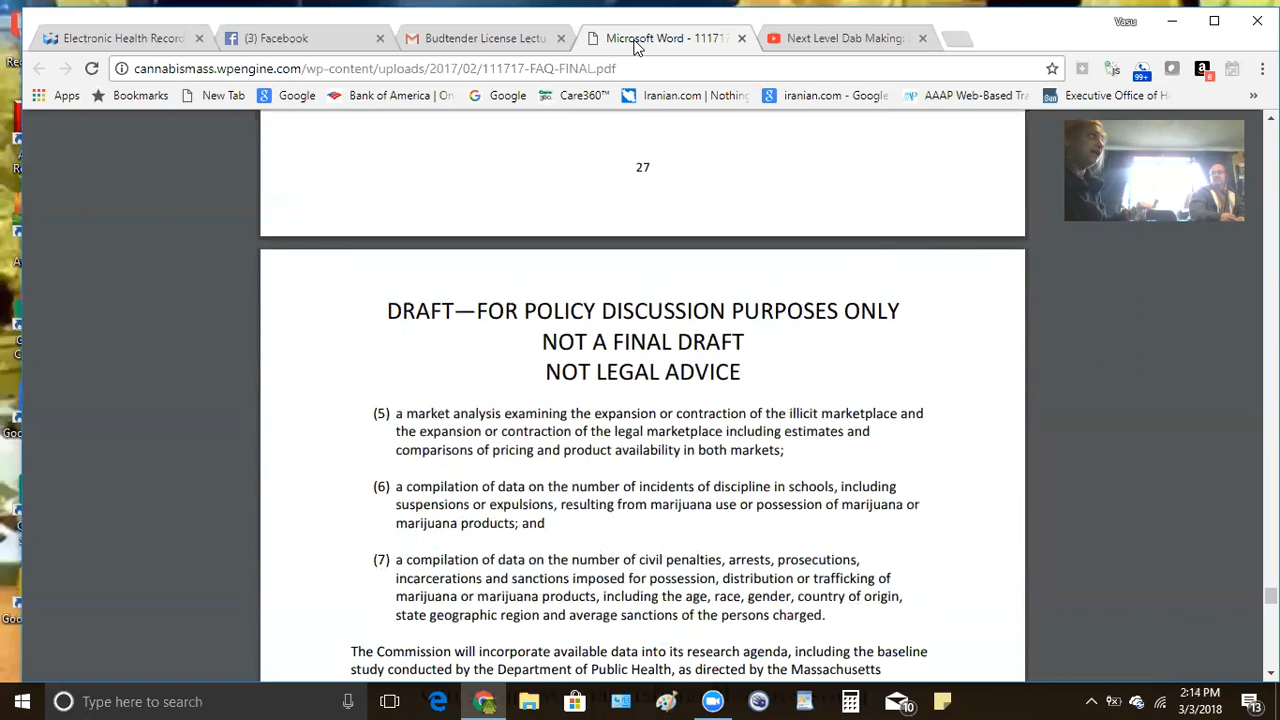 Vasu
Electronic Health Record
(3) Facebook
Budtender License Lectu
Microsoft Word - 111717
Next Level Dab Making:
cannabismass.wpengine.com/wp-content/uploads/2017/02/111717-FAQ-FINAL.pdf
js 99+ 8
Apps Bookmarks New Tab Google Bank of America | On Google Care360™ Iranian.com | Nothing iranian.com - Google AAAP Web-Based Tra Executive Office of He »
27
DRAFT—FOR POLICY DISCUSSION PURPOSES ONLY
NOT A FINAL DRAFT
NOT LEGAL ADVICE
(5) a market analysis examining the expansion or contraction of the illicit marketplace and
the expansion or contraction of the legal marketplace including estimates and
comparisons of pricing and product availability in both markets;
(6) a compilation of data on the number of incidents of discipline in schools, including
suspensions or expulsions, resulting from marijuana use or possession of marijuana or
marijuana products; and
(7) a compilation of data on the number of civil penalties, arrests, prosecutions,
incarcerations and sanctions imposed for possession, distribution or trafficking of
marijuana or marijuana products, including the age, race, gender, country of origin,
state geographic region and average sanctions of the persons charged.
The Commission will incorporate available data into its research agenda, including the baseline
study conducted by the Department of Public Health, as directed by the Massachusetts
Type here to search
10
2:14 PM
3/3/2018
13